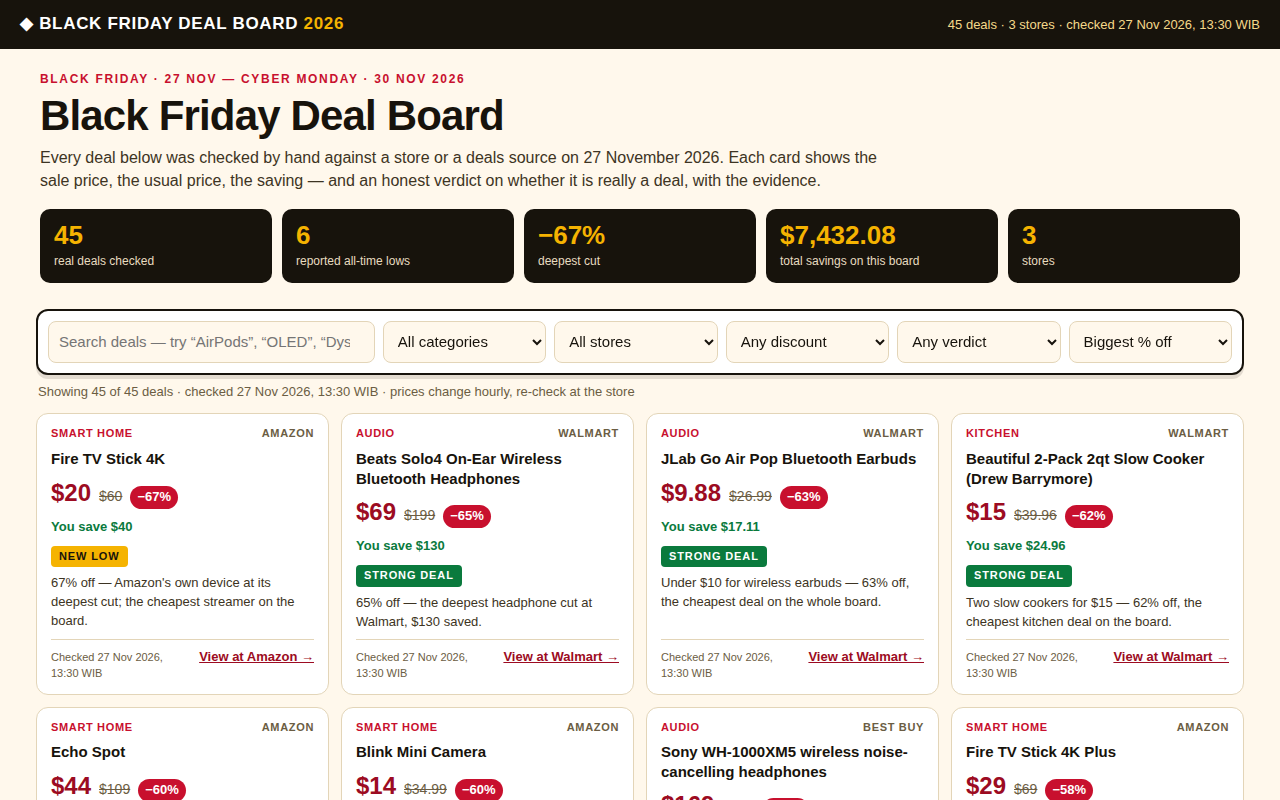 ◆ BLACK FRIDAY DEAL BOARD 2026
45 deals · 3 stores · checked 27 Nov 2026, 13:30 WIB
BLACK FRIDAY · 27 NOV — CYBER MONDAY · 30 NOV 2026
Black Friday Deal Board
Every deal below was checked by hand against a store or a deals source on 27 November 2026. Each card shows the
sale price, the usual price, the saving — and an honest verdict on whether it is really a deal, with the evidence.
45
real deals checked
6
reported all-time lows
−67%
deepest cut
$7,432.08
total savings on this board
3
stores
Search deals — try “AirPods”, “OLED”, “Dys
All categories
All stores
Any discount
Any verdict
Biggest % off
Showing 45 of 45 deals · checked 27 Nov 2026, 13:30 WIB · prices change hourly, re-check at the store
SMART HOME AMAZON
Fire TV Stick 4K
$20 $60 −67%
You save $40
NEW LOW
67% off — Amazon's own device at its
deepest cut; the cheapest streamer on the
board.
Checked 27 Nov 2026,
13:30 WIB
View at Amazon →
AUDIO WALMART
Beats Solo4 On-Ear Wireless
Bluetooth Headphones
$69 $199 −65%
You save $130
STRONG DEAL
65% off — the deepest headphone cut at
Walmart, $130 saved.
Checked 27 Nov 2026,
13:30 WIB
View at Walmart →
AUDIO WALMART
JLab Go Air Pop Bluetooth Earbuds
$9.88 $26.99 −63%
You save $17.11
STRONG DEAL
Under $10 for wireless earbuds — 63% off,
the cheapest deal on the whole board.
Checked 27 Nov 2026,
13:30 WIB
View at Walmart →
KITCHEN WALMART
Beautiful 2-Pack 2qt Slow Cooker
(Drew Barrymore)
$15 $39.96 −62%
You save $24.96
STRONG DEAL
Two slow cookers for $15 — 62% off, the
cheapest kitchen deal on the board.
Checked 27 Nov 2026,
13:30 WIB
View at Walmart →
SMART HOME AMAZON
Echo Spot
$44 $109 −60%
SMART HOME AMAZON
Blink Mini Camera
$14 $34.99 −60%
AUDIO BEST BUY
Sony WH-1000XM5 wireless noise-
cancelling headphones
SMART HOME AMAZON
Fire TV Stick 4K Plus
$29 $69 −58%